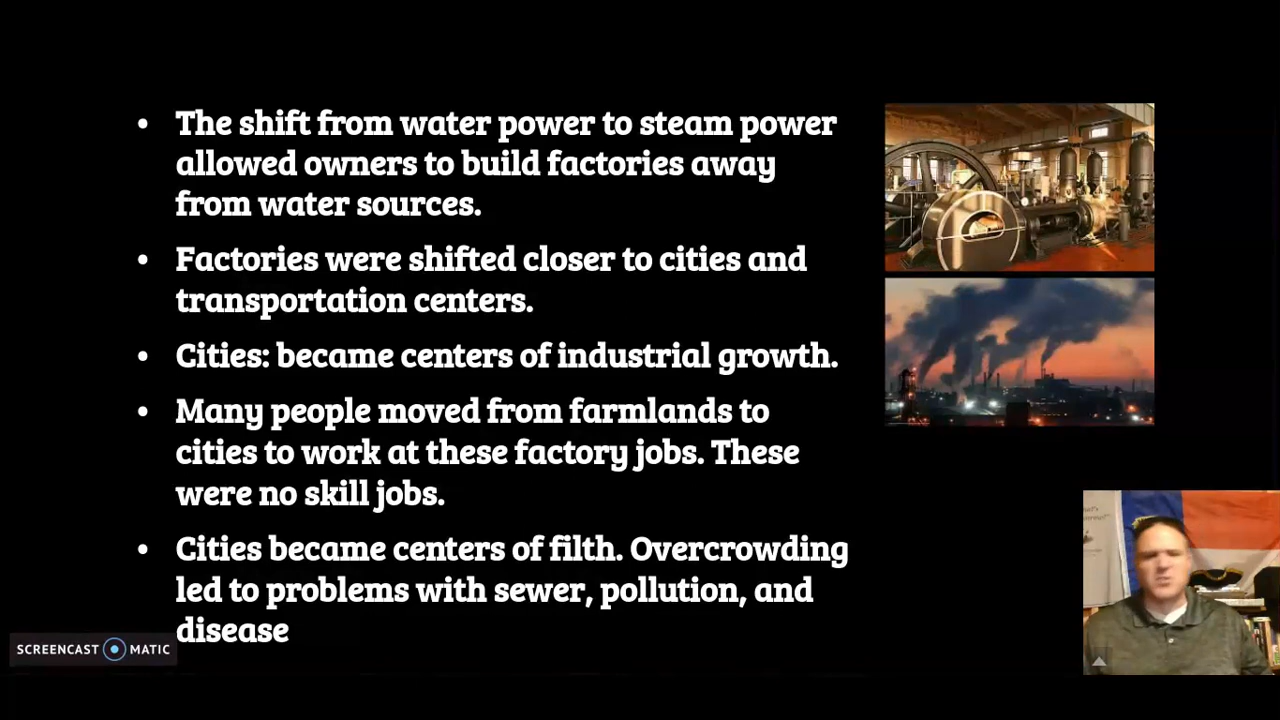 • The shift from water power to steam power
allowed owners to build factories away
from water sources.
• Factories were shifted closer to cities and
transportation centers.
• Cities: became centers of industrial growth.
• Many people moved from farmlands to
cities to work at these factory jobs. These
were no skill jobs.
• Cities became centers of filth. Overcrowding
led to problems with sewer, pollution, and
disease
SCREENCAST MATIC